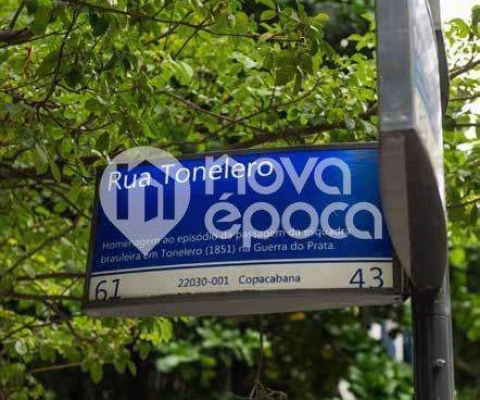 Rua Tonelero
nova
época
Homenagem ao episódio da passagem da esquadra
brasileira em Tonelero (1851) na Guerra do Prata.
61 22030-001 Copacabana 43